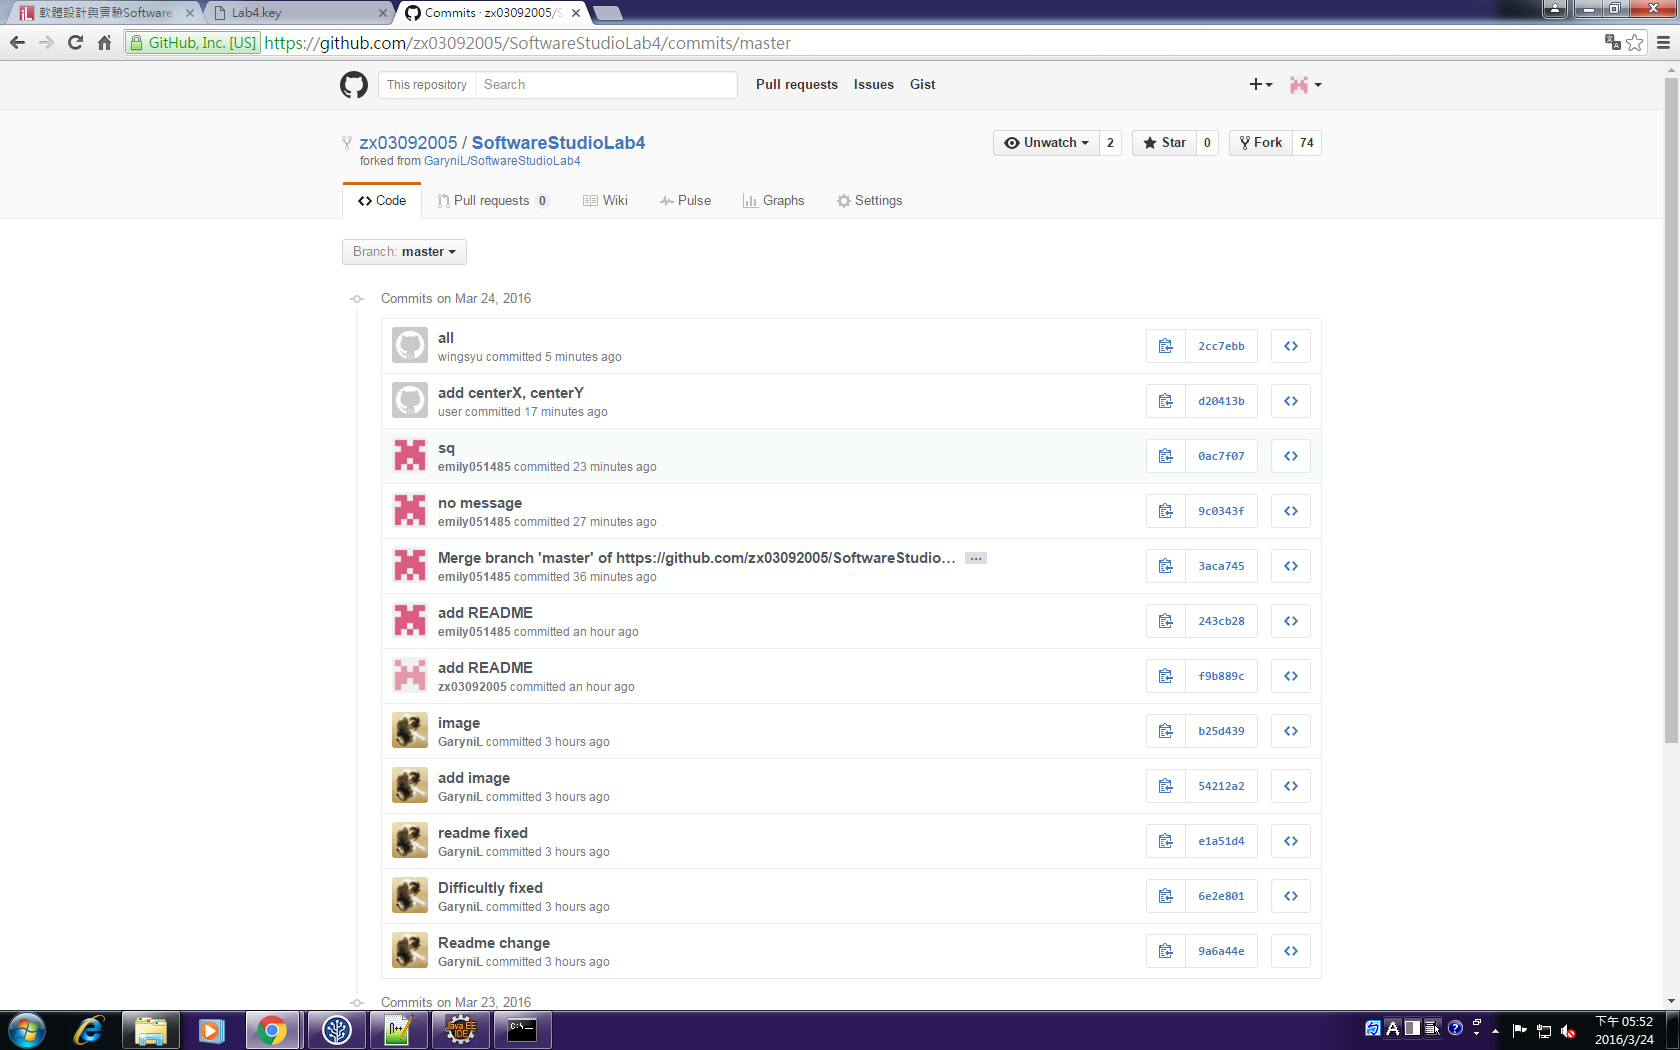 軟體設計與實驗Software
Lab4.key
Commits · zx03092005/S
GitHub, Inc. [US]
https://github.com/zx03092005/SoftwareStudioLab4/commits/master
This repository
Search
Pull requests
Issues
Gist
zx03092005 / SoftwareStudioLab4
forked from GaryniL/SoftwareStudioLab4
Unwatch
2
Star
0
Fork
74
Code
Pull requests 0
Wiki
Pulse
Graphs
Settings
Branch: master
Commits on Mar 24, 2016
all
wingsyu committed 5 minutes ago
2cc7ebb
add centerX, centerY
user committed 17 minutes ago
d20413b
sq
emily051485 committed 23 minutes ago
0ac7f07
no message
emily051485 committed 27 minutes ago
9c0343f
Merge branch 'master' of https://github.com/zx03092005/SoftwareStudio… …
emily051485 committed 36 minutes ago
3aca745
add README
emily051485 committed an hour ago
243cb28
add README
zx03092005 committed an hour ago
f9b889c
image
GaryniL committed 3 hours ago
b25d439
add image
GaryniL committed 3 hours ago
54212a2
readme fixed
GaryniL committed 3 hours ago
e1a51d4
Difficultly fixed
GaryniL committed 3 hours ago
6e2e801
Readme change
GaryniL committed 3 hours ago
9a6a44e
Commits on Mar 23, 2016
N++
Java EE
IDE
C:\._
A
下午 05:52
2016/3/24